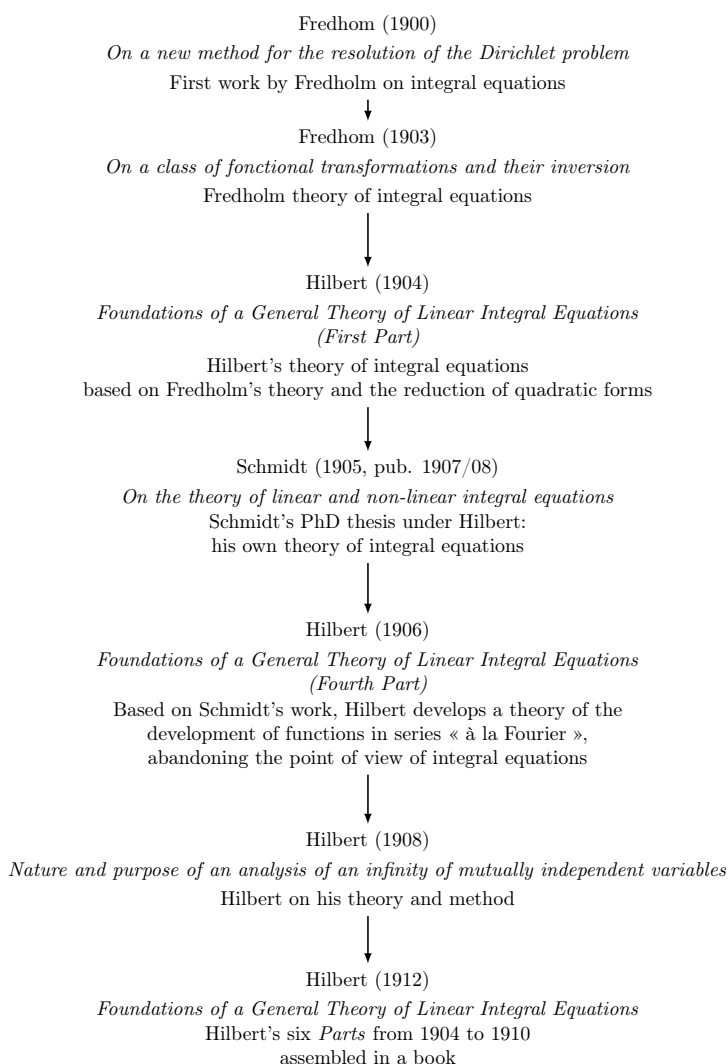 Fredhom (1900)
On a new method for the resolution of the Dirichlet problem
First work by Fredholm on integral equations
Fredhom (1903)
On a class of fonctional transformations and their inversion
Fredholm theory of integral equations
Hilbert (1904)
Foundations of a General Theory of Linear Integral Equations
(First Part)
Hilbert's theory of integral equations
based on Fredholm's theory and the reduction of quadratic forms
Schmidt (1905, pub. 1907/08)
On the theory of linear and non-linear integral equations
Schmidt's PhD thesis under Hilbert:
his own theory of integral equations
Hilbert (1906)
Foundations of a General Theory of Linear Integral Equations
(Fourth Part)
Based on Schmidt's work, Hilbert develops a theory of the
development of functions in series « à la Fourier »,
abandoning the point of view of integral equations
Hilbert (1908)
Nature and purpose of an analysis of an infinity of mutually independent variables
Hilbert on his theory and method
Hilbert (1912)
Foundations of a General Theory of Linear Integral Equations
Hilbert's six Parts from 1904 to 1910
assembled in a book